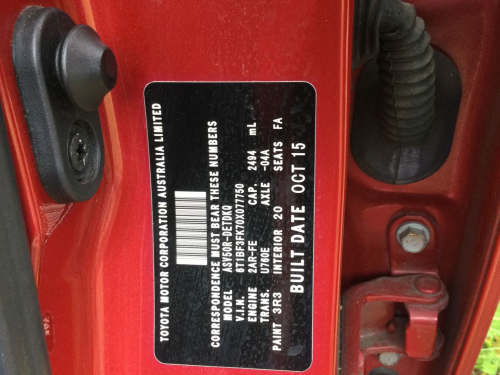 TOYOTA MOTOR CORPORATION AUSTRALIA LIMITED
CORRESPONDENCE MUST BEAR THESE NUMBERS
MODEL ASV50R-DETDKQ
V.I.N. 6T1BF3FK70X077750
ENGINE 2AR-FE CAP. 2494 mL
TRANS. U760E AXLE -04A
PAINT 3R3 INTERIOR 20 SEATS FA
BUILT DATE OCT 15